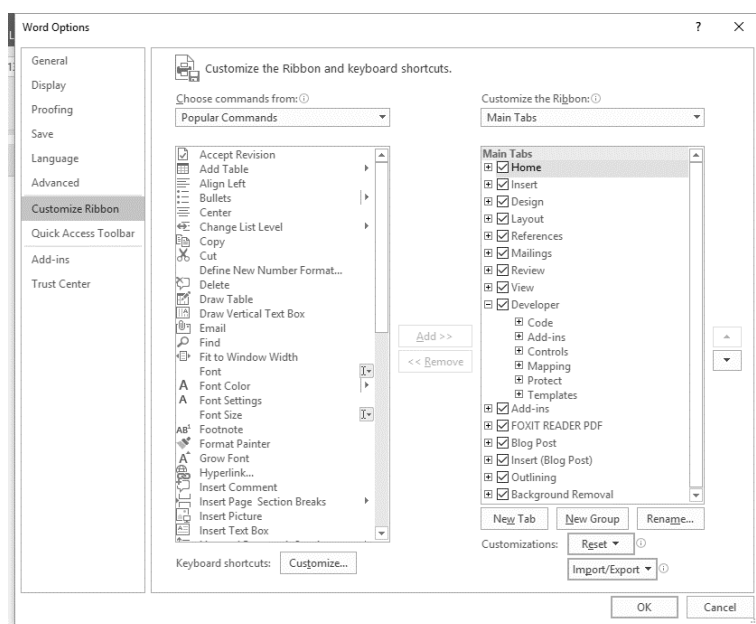 Word Options
General
Display
Proofing
Save
Language
Advanced
Customize Ribbon
Quick Access Toolbar
Add-ins
Trust Center
Customize the Ribbon and keyboard shortcuts.
Choose commands from:
Popular Commands
Accept Revision
Add Table
Align Left
Bullets
Center
Change List Level
Copy
Cut
Define New Number Format...
Delete
Draw Table
Draw Vertical Text Box
Email
Find
Fit to Window Width
Font
Font Color
Font Settings
Font Size
Footnote
Format Painter
Grow Font
Hyperlink...
Insert Comment
Insert Page Section Breaks
Insert Picture
Insert Text Box
Keyboard shortcuts: Customize...
Add >>
<< Remove
Customize the Ribbon:
Main Tabs
Main Tabs
Home
Insert
Design
Layout
References
Mailings
Review
View
Developer
Code
Add-ins
Controls
Mapping
Protect
Templates
Add-ins
FOXIT READER PDF
Blog Post
Insert (Blog Post)
Outlining
Background Removal
New Tab New Group Rename...
Customizations: Reset
Import/Export
OK Cancel